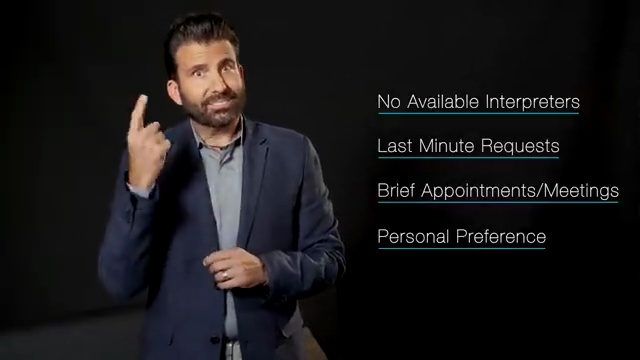 No Available Interpreters
Last Minute Requests
Brief Appointments/Meetings
Personal Preference